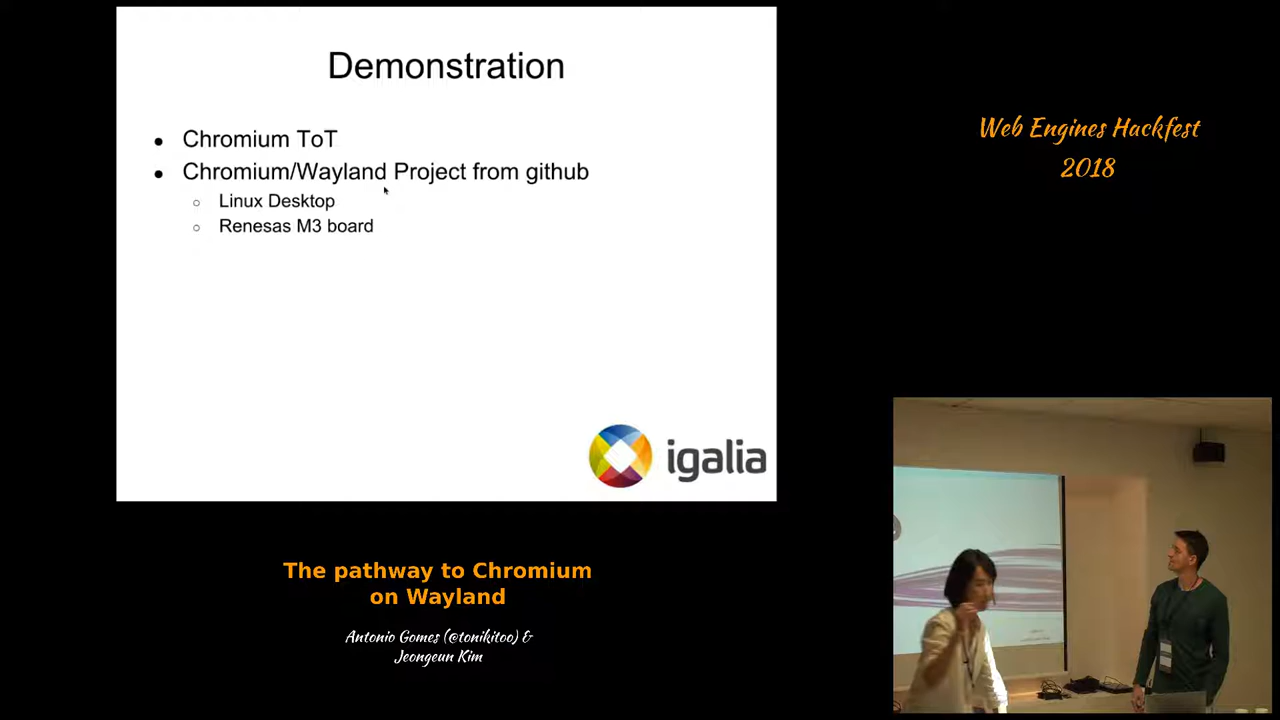 Demonstration
Chromium ToT
Chromium/Wayland Project from github
Linux Desktop
Renesas M3 board
igalia
Web Engines Hackfest
2018
The pathway to Chromium
on Wayland
Antonio Gomes (@tonikitoo) &
Jeongeun Kim